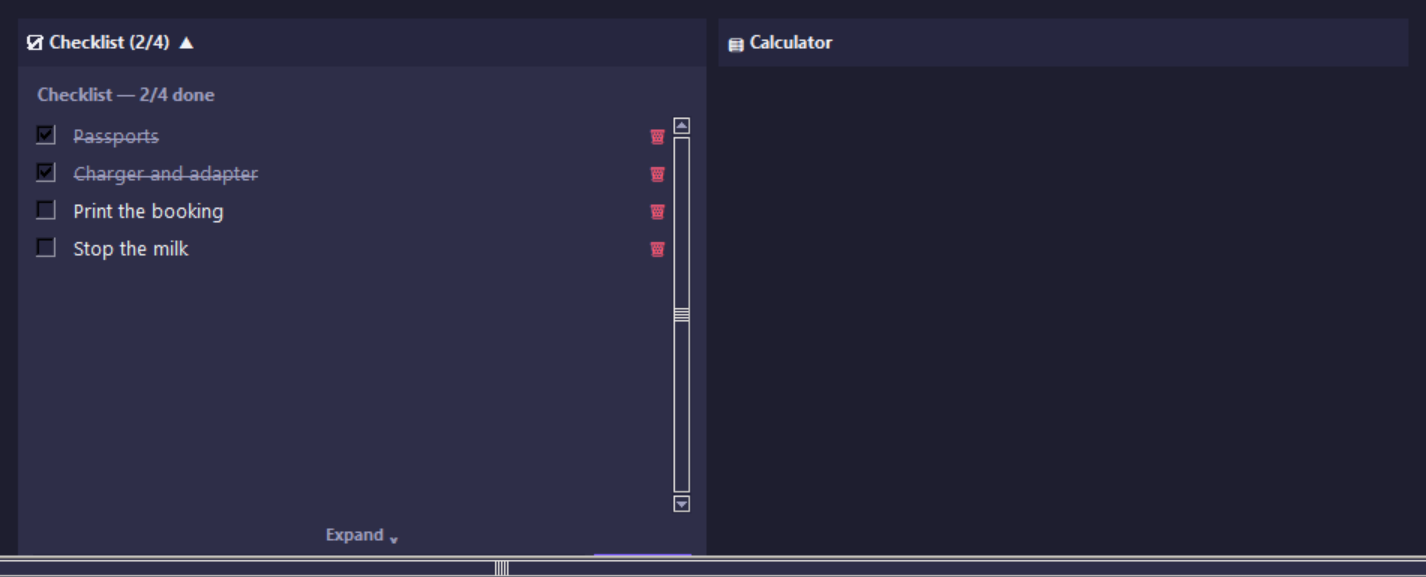 Checklist (2/4) ▲
Calculator
Checklist — 2/4 done
Passports
Charger and adapter
Print the booking
Stop the milk
Expand